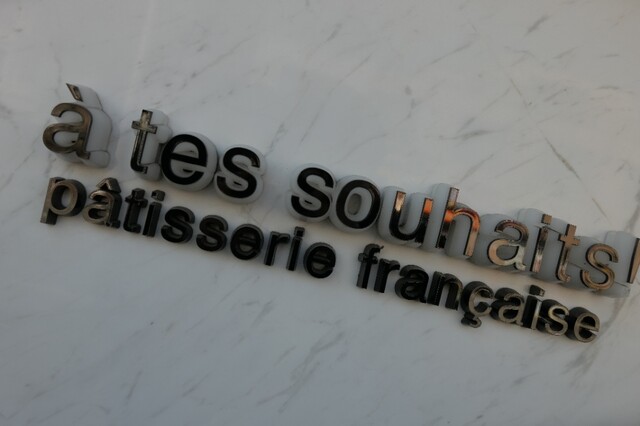 à tes souhaits!
pâtisserie française